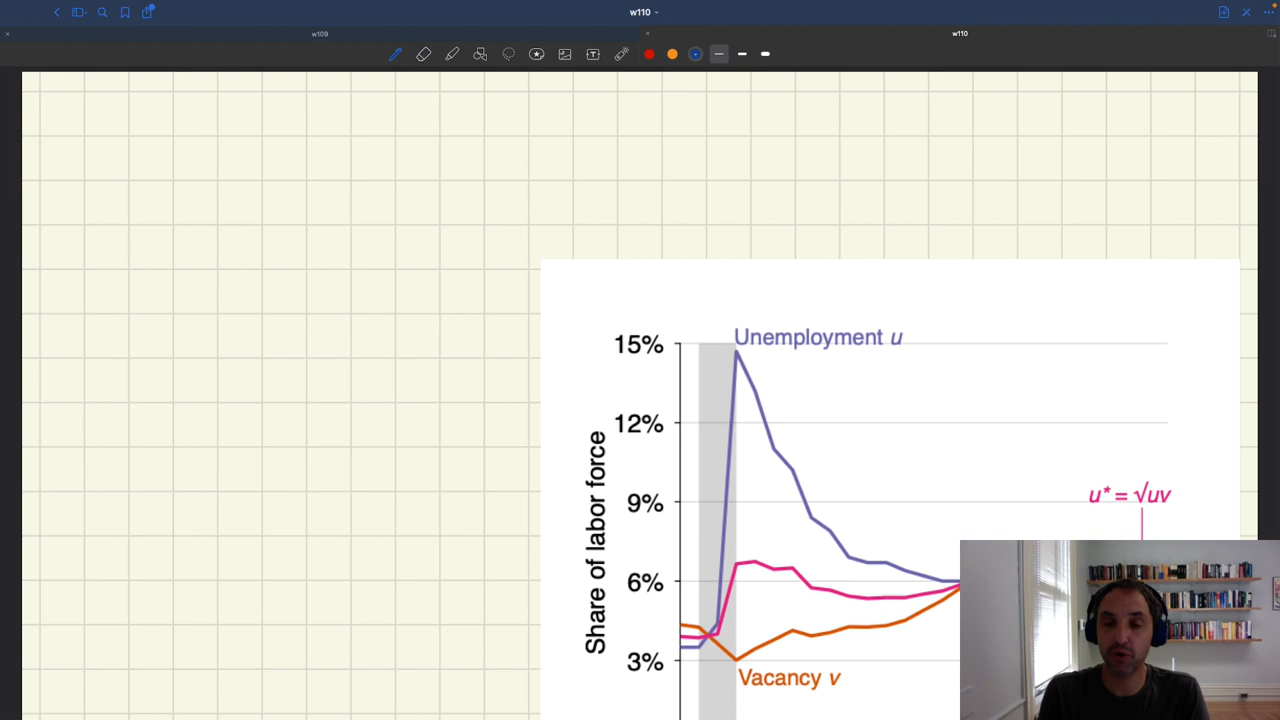 w110
w109
w110
15%
Unemployment u
12%
9%
u* = √uv
6%
3%
Vacancy v
Share of labor force